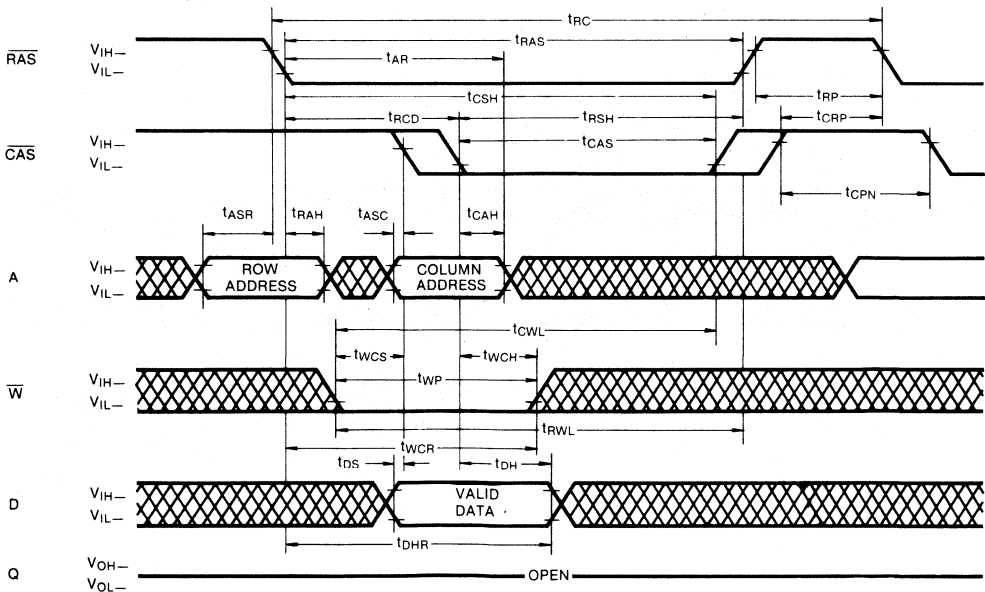 tRC
tRAS
tAR
RAS
VIH—
VIL—
tCSH
tRP
tRCD
tRSH
tCRP
CAS
VIH—
VIL—
tCAS
tCPN
tASR
tRAH
tASC
tCAH
A
VIH—
VIL—
ROW
ADDRESS
COLUMN
ADDRESS
tCWL
tWCS
tWCH
W
VIH—
VIL—
tWP
tRWL
tWCR
tDS
tDH
D
VIH—
VIL—
VALID
DATA
tDHR
Q
VOH—
VOL—
OPEN